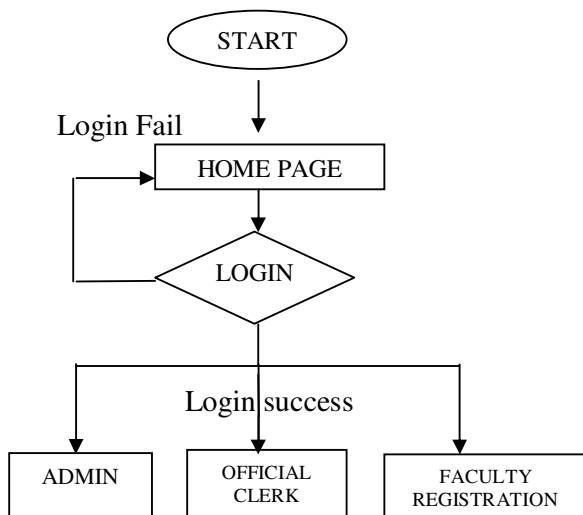 START
Login Fail
HOME PAGE
LOGIN
Login success
ADMIN
OFFICIAL
CLERK
FACULTY
REGISTRATION